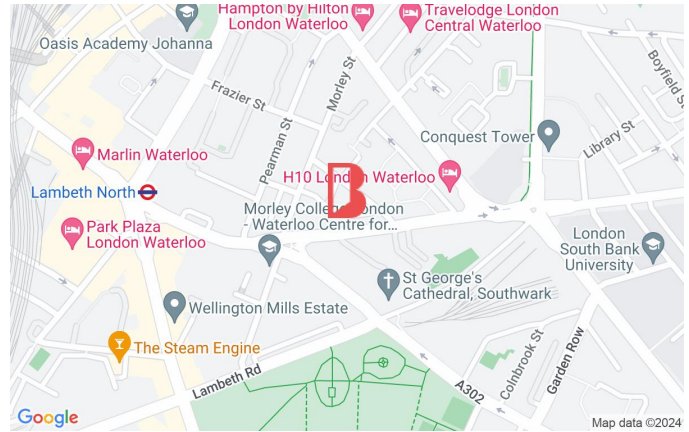 Hampton by Hilton
London Waterloo
Travelodge London
Central Waterloo
Oasis Academy Johanna
Morley St
Frazier St
Pearman St
Boyfield St
Library St
Conquest Tower
Marlin Waterloo
H10 London Waterloo
B
Lambeth North
Morley College London
- Waterloo Centre for...
Park Plaza
London Waterloo
London
South Bank
University
St George's
Cathedral, Southwark
Wellington Mills Estate
The Steam Engine
Lambeth Rd
A302
Colnbrook St
Garden Row
Google
Map data ©2024